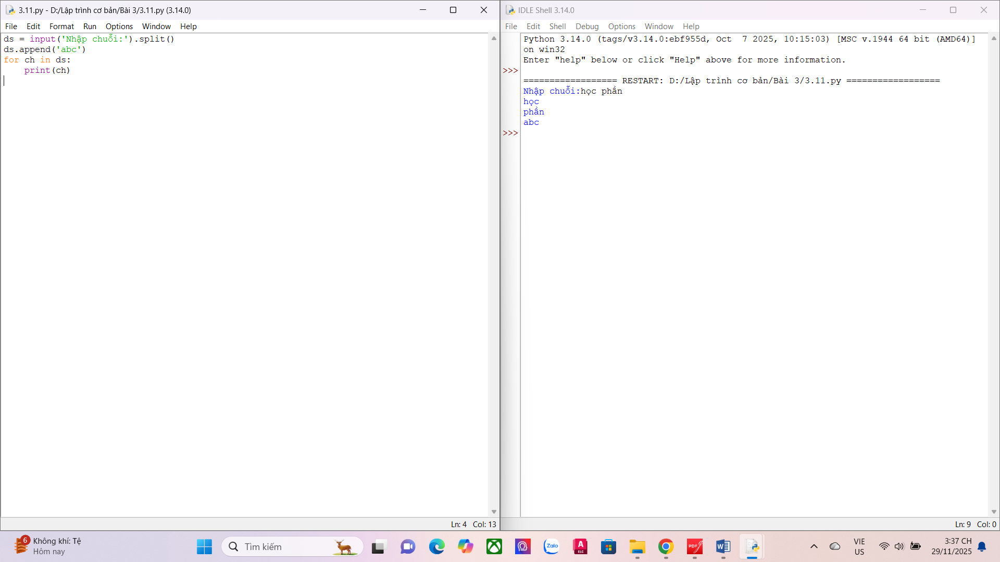 3.11.py - D:/Lập trình cơ bản/Bài 3/3.11.py (3.14.0)
File Edit Format Run Options Window Help
ds = input('Nhập chuỗi:').split()
ds.append('abc')
for ch in ds:
    print(ch)
Ln: 4 Col: 13
IDLE Shell 3.14.0
File Edit Shell Debug Options Window Help
Python 3.14.0 (tags/v3.14.0:ebf955d, Oct  7 2025, 10:15:03) [MSC v.1944 64 bit (AMD64)]
on win32
Enter "help" below or click "Help" above for more information.
>>>
================== RESTART: D:/Lập trình cơ bản/Bài 3/3.11.py ==================
Nhập chuỗi:học phần
học
phần
abc
>>>
Ln: 9 Col: 0
6
Không khí: Tệ
Hôm nay
Tìm kiếm
Zalo
A
ELC
PDF
W
VIE
US
3:37 CH
29/11/2025